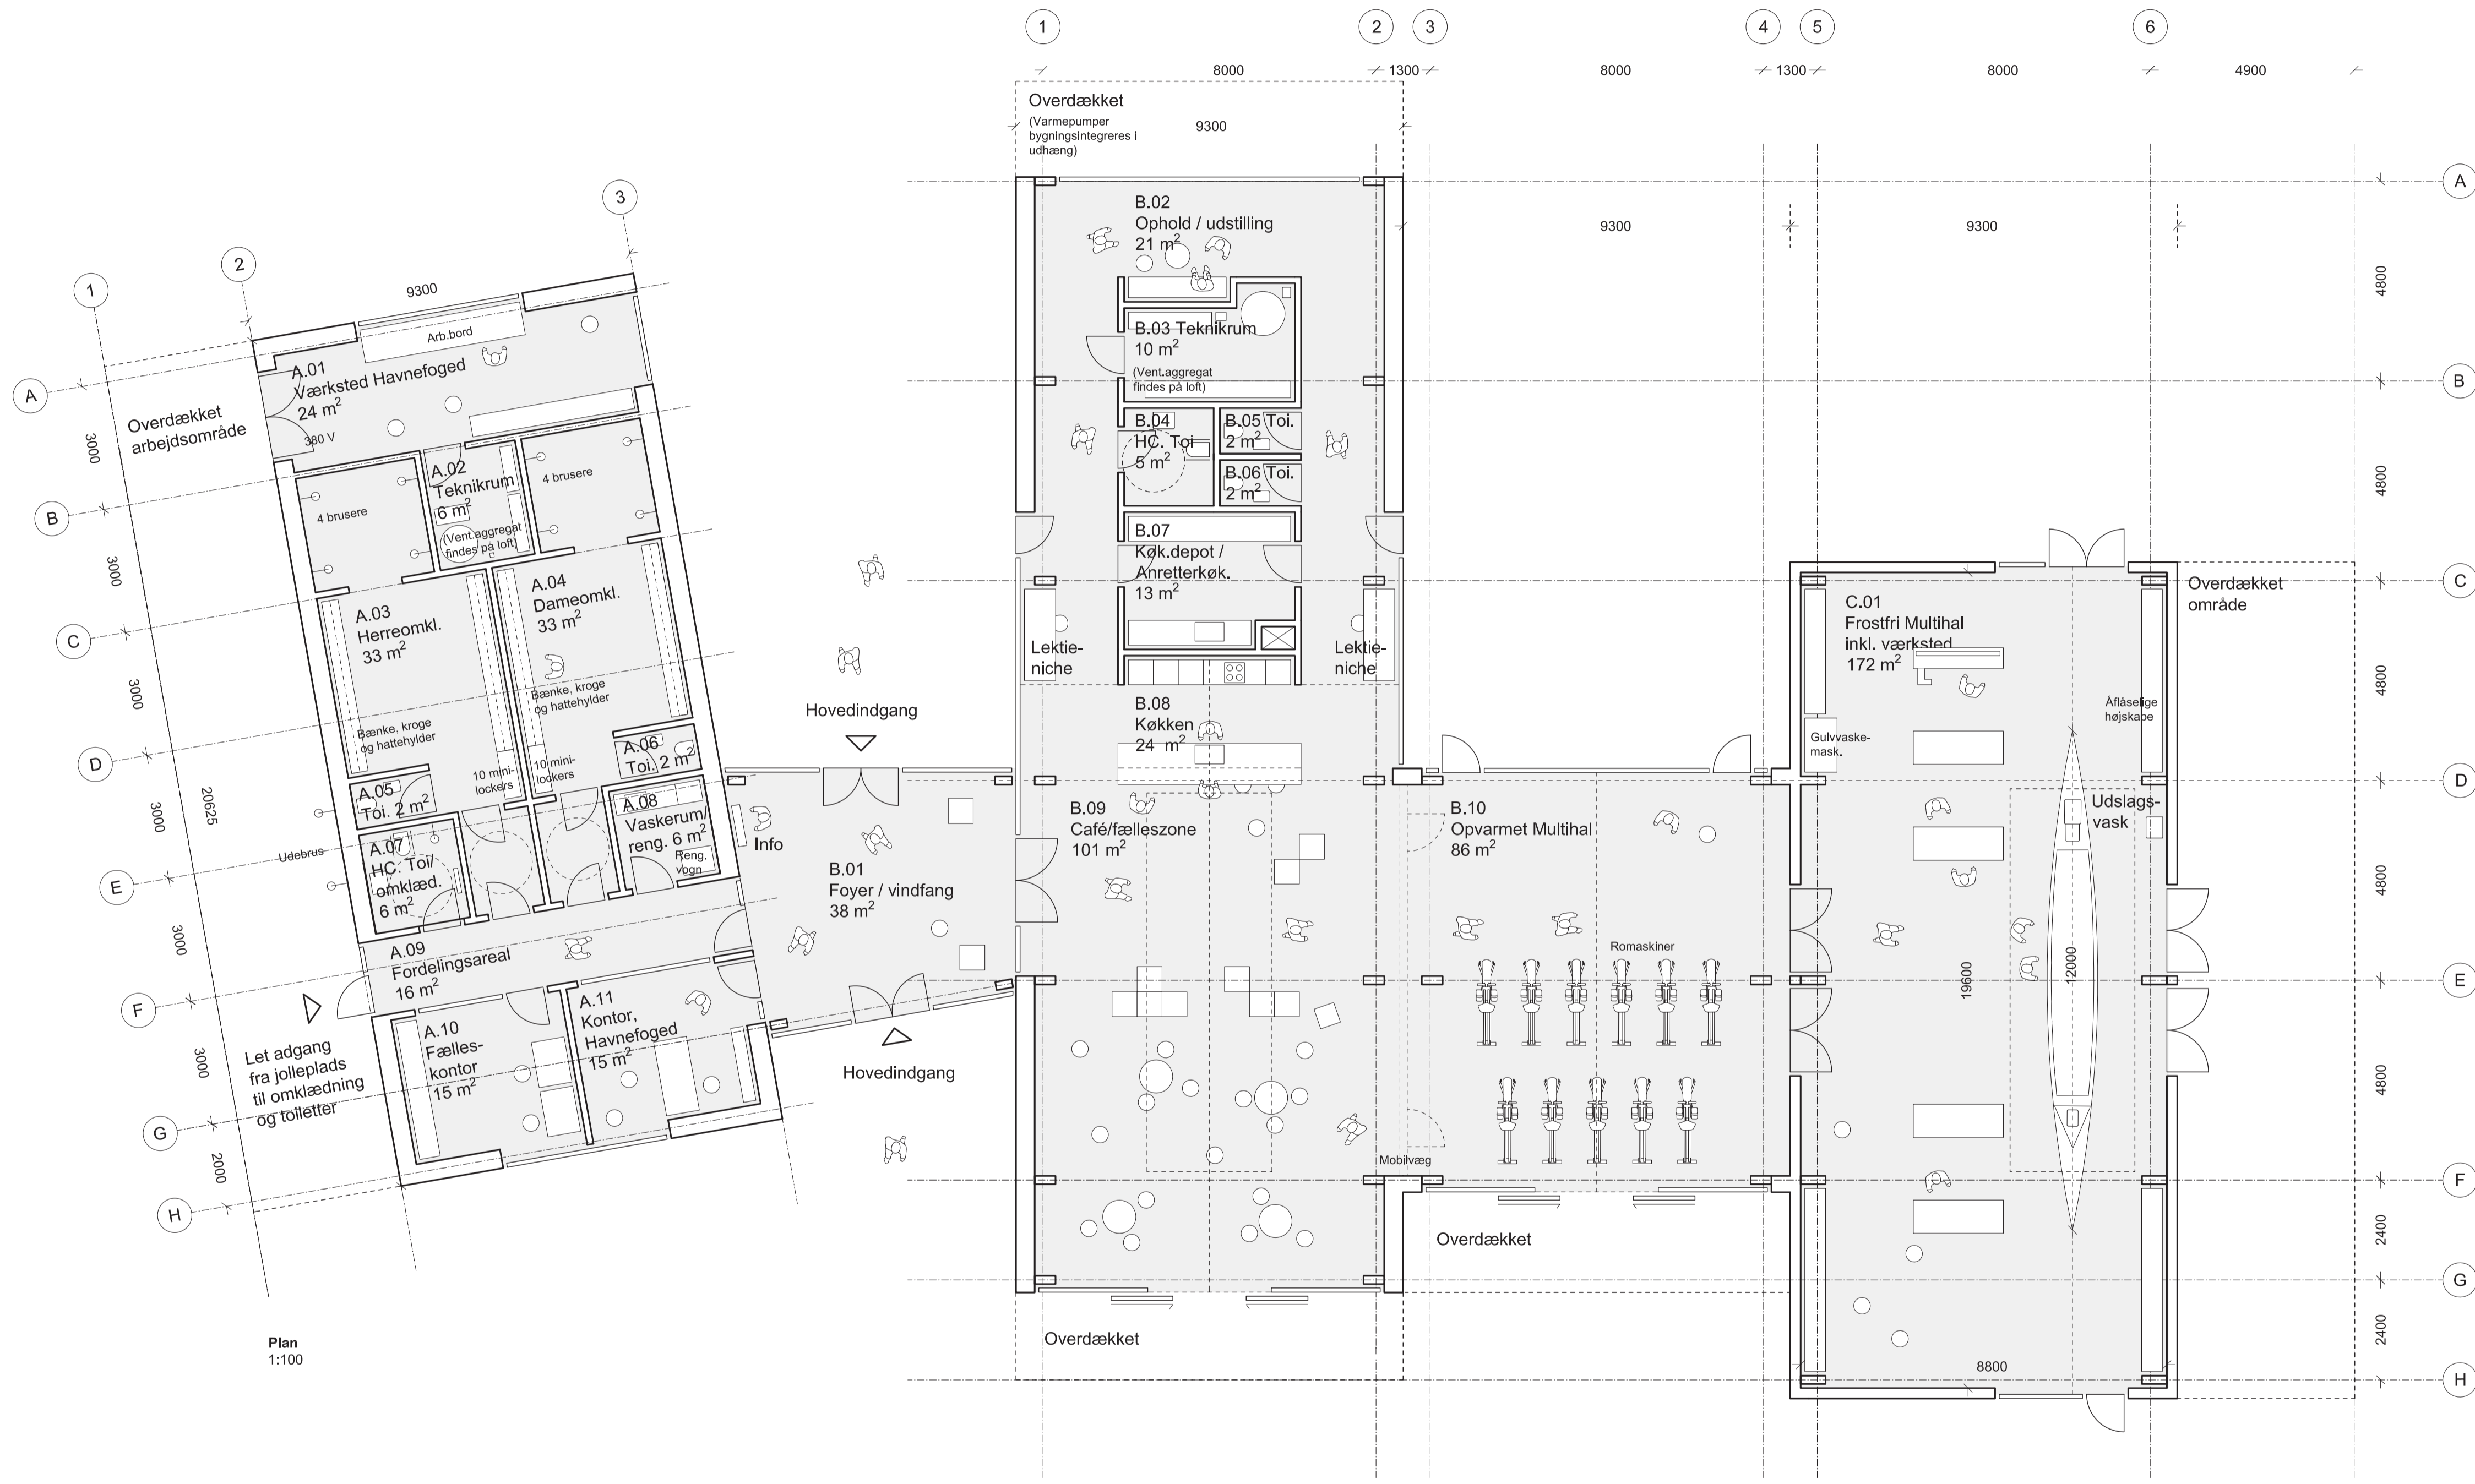 1
2
3
4
5
6
8000
1300
8000
1300
8000
4900
Overdækket
(Varmepumper
bygningsintegreres i
udhæng)
9300
9300
9300
A
B
C
D
E
F
G
H
4800
4800
4800
4800
4800
2400
2400
1
2
3
9300
A
B
C
D
E
F
G
H
3000
3000
3000
3000
3000
3000
2000
20625
Overdækket
arbejdsområde
Arb.bord
A.01
Værksted Havnefoged
24 m²
380 V
4 brusere
A.02
Teknikrum
6 m²
(Vent.aggregat
findes på loft)
4 brusere
A.03
Herreomkl.
33 m²
A.04
Dameomkl.
33 m²
Bænke, kroge
og hattehylder
Bænke, kroge
og hattehylder
10 mini-
lockers
10 mini-
lockers
A.05
Toi. 2 m²
A.06
Toi. 2 m²
A.07
HC. Toi/
omklæd.
6 m²
A.08
Vaskerum/
reng. 6 m²
Reng.
vogn
Udebrus
A.09
Fordelingsareal
16 m²
A.10
Fælles-
kontor
15 m²
A.11
Kontor,
Havnefoged
15 m²
Let adgang
fra jolleplads
til omklædning
og toiletter
Hovedindgang
Info
B.01
Foyer / vindfang
38 m²
Hovedindgang
B.02
Ophold / udstilling
21 m²
B.03 Teknikrum
10 m²
(Vent.aggregat
findes på loft)
B.04
HC. Toi
5 m²
B.05 Toi.
2 m²
B.06 Toi.
2 m²
B.07
Køk.depot /
Anretterkøk.
13 m²
Lektie-
niche
Lektie-
niche
B.08
Køkken
24 m²
B.09
Café/fælleszone
101 m²
B.10
Opvarmet Multihal
86 m²
Romaskiner
Mobilvæg
Overdækket
Overdækket
C.01
Frostfri Multihal
inkl. værksted
172 m²
Gulvvaske-
mask.
Aflåselige
højskabe
Udslags-
vask
19600
12000
8800
Overdækket
område
Plan
1:100